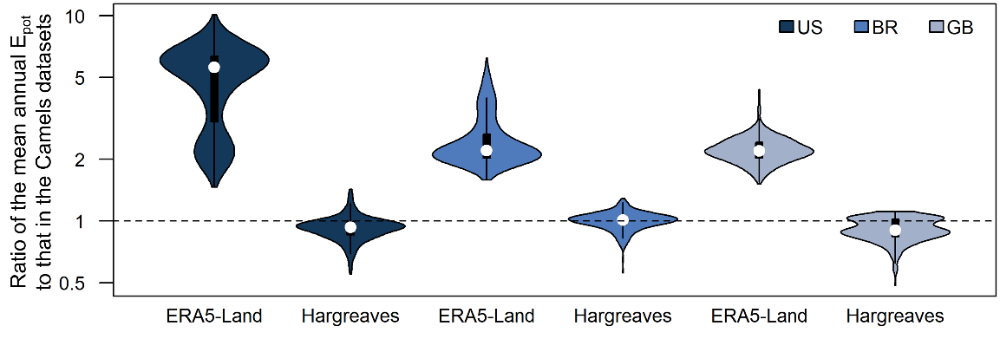 Ratio of the mean annual Epot
to that in the Camels datasets
10
5
2
1
0.5
US BR GB
ERA5-Land Hargreaves ERA5-Land Hargreaves ERA5-Land Hargreaves